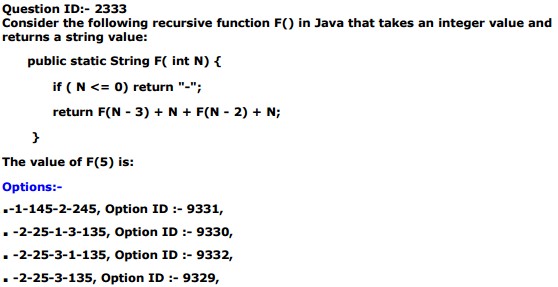 Question ID:- 2333
Consider the following recursive function F() in Java that takes an integer value and
returns a string value:
public static String F( int N) {
if ( N <= 0) return "-";
return F(N - 3) + N + F(N - 2) + N;
}
The value of F(5) is:
Options:-
▪-1-145-2-245, Option ID :- 9331,
▪ -2-25-1-3-135, Option ID :- 9330,
▪ -2-25-3-1-135, Option ID :- 9332,
▪ -2-25-3-135, Option ID :- 9329,